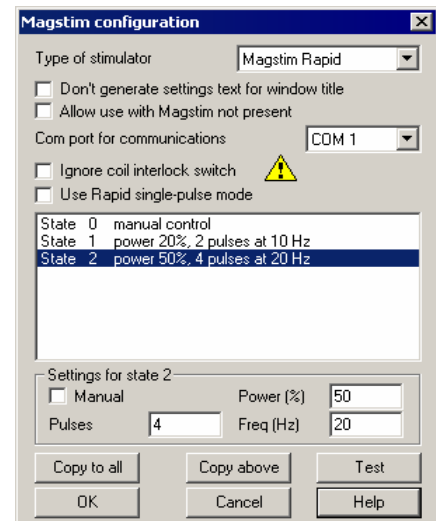 Magstim configuration
Type of stimulator Magstim Rapid
Don't generate settings text for window title
Allow use with Magstim not present
Com port for communications COM 1
Ignore coil interlock switch
Use Rapid single-pulse mode
State 0 manual control
State 1 power 20%, 2 pulses at 10 Hz
State 2 power 50%, 4 pulses at 20 Hz
Settings for state 2
Manual Power (%) 50
Pulses 4 Freq (Hz) 20
Copy to all Copy above Test
OK Cancel Help